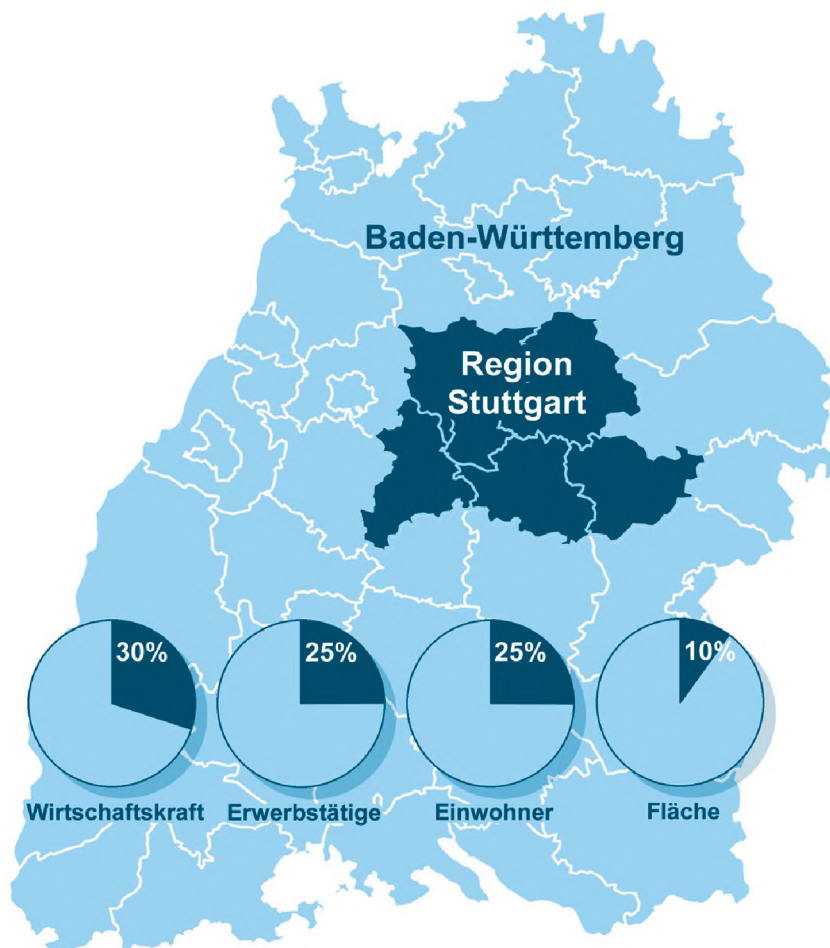 Baden-Württemberg
Region
Stuttgart
30%
25%
25%
10%
Wirtschaftskraft
Erwerbstätige
Einwohner
Fläche